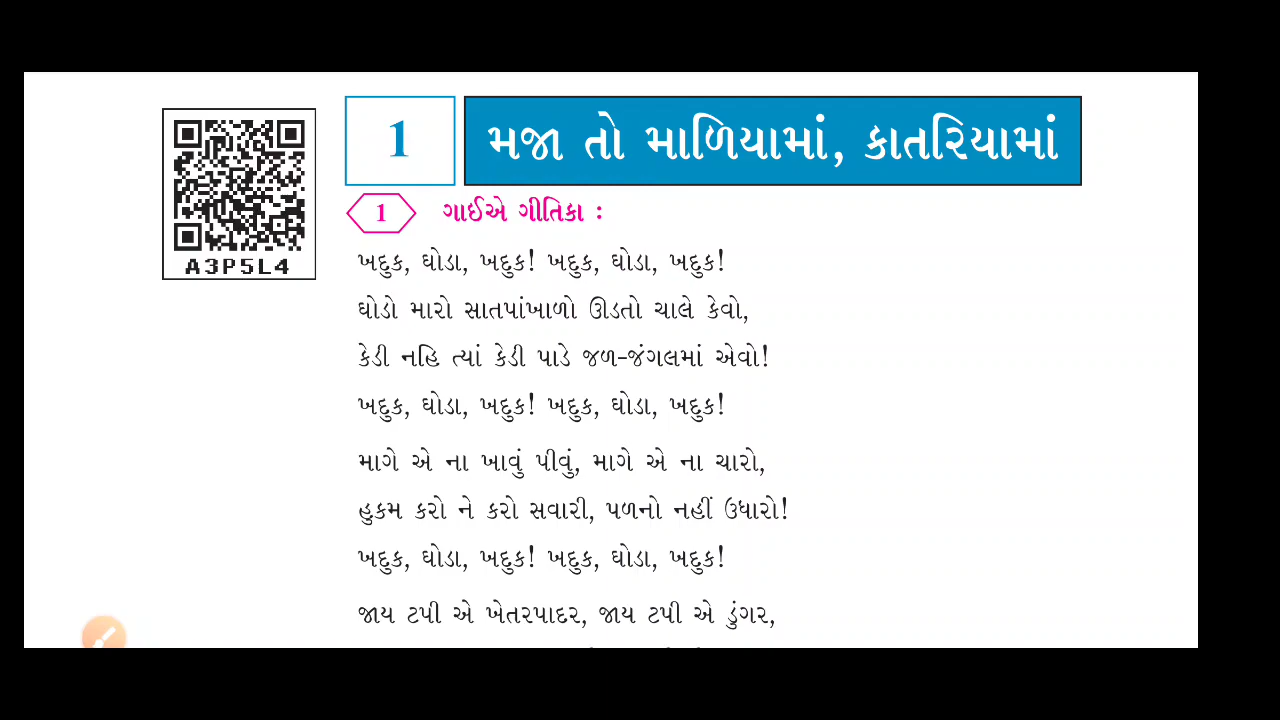 1
મજા તો માળિયામાં, કાતરિયામાં
A3P5L4
1 ગાઈએ ગીતિકા :
ખદુક, ઘોડા, ખદુક! ખદુક, ઘોડા, ખદુક!
ઘોડો મારો સાતપાંખાળો ઊડતો ચાલે કેવો,
કેડી નહિ ત્યાં કેડી પાડે જળ-જંગલમાં એવો!
ખદુક, ઘોડા, ખદુક! ખદુક, ઘોડા, ખદુક!
માગે એ ના ખાવું પીવું, માગે એ ના ચારો,
હુકમ કરો ને કરો સવારી, પળનો નહીં ઉધારો!
ખદુક, ઘોડા, ખદુક! ખદુક, ઘોડા, ખદુક!
જાય ટપી એ ખેતરપાદર, જાય ટપી એ ડુંગર,